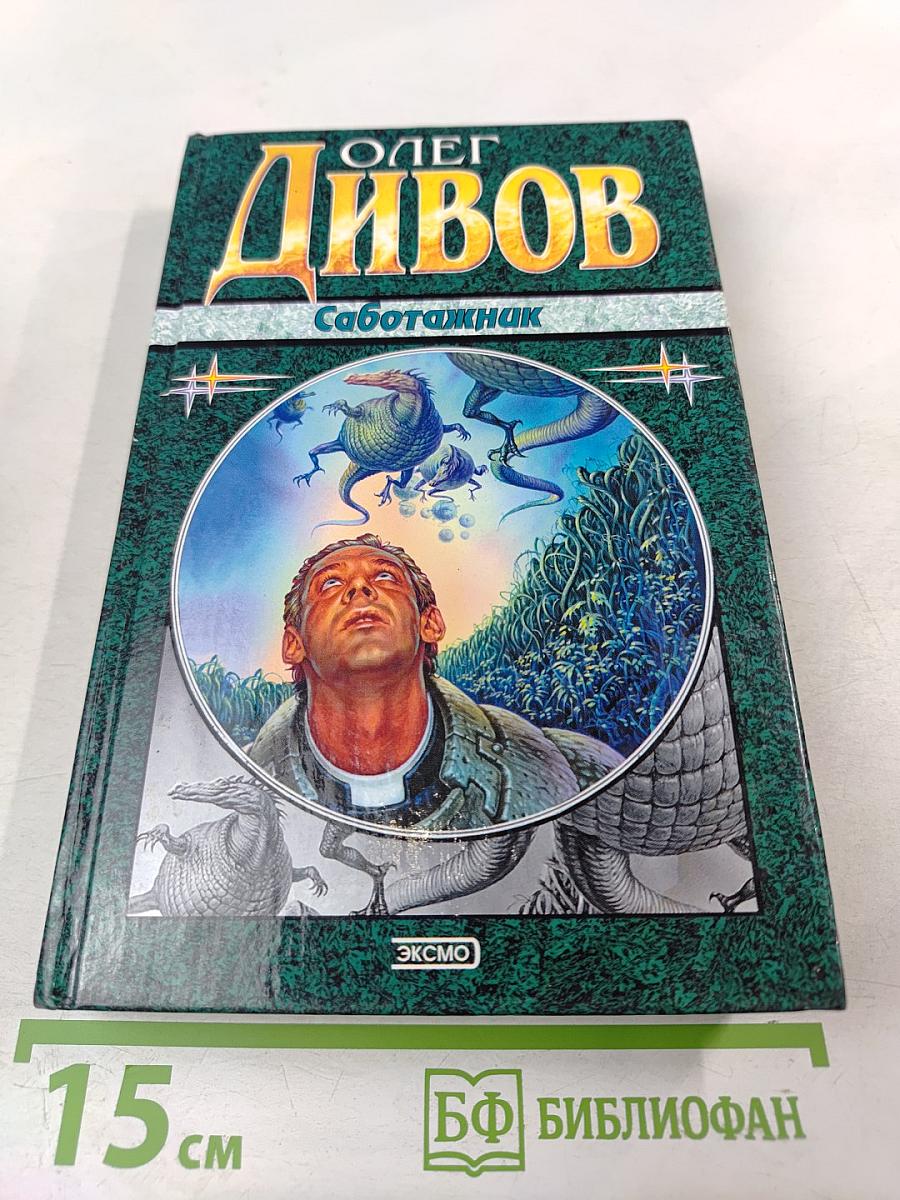 ОЛЕГ
ДИВОВ
Саботажник
ЭКСМО
15 см
БФ БИБЛИОФАН